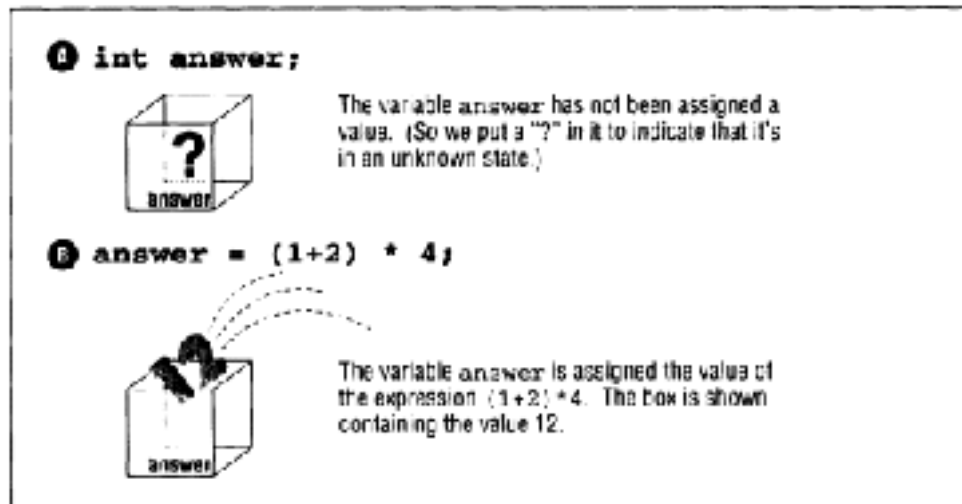 A int answer;
The variable answer has not been assigned a
value. (So we put a "?" in it to indicate that it's
in an unknown state.)
?
answer
B answer = (1+2) * 4;
The variable answer is assigned the value of
the expression (1+2)*4. The box is shown
containing the value 12.
answer